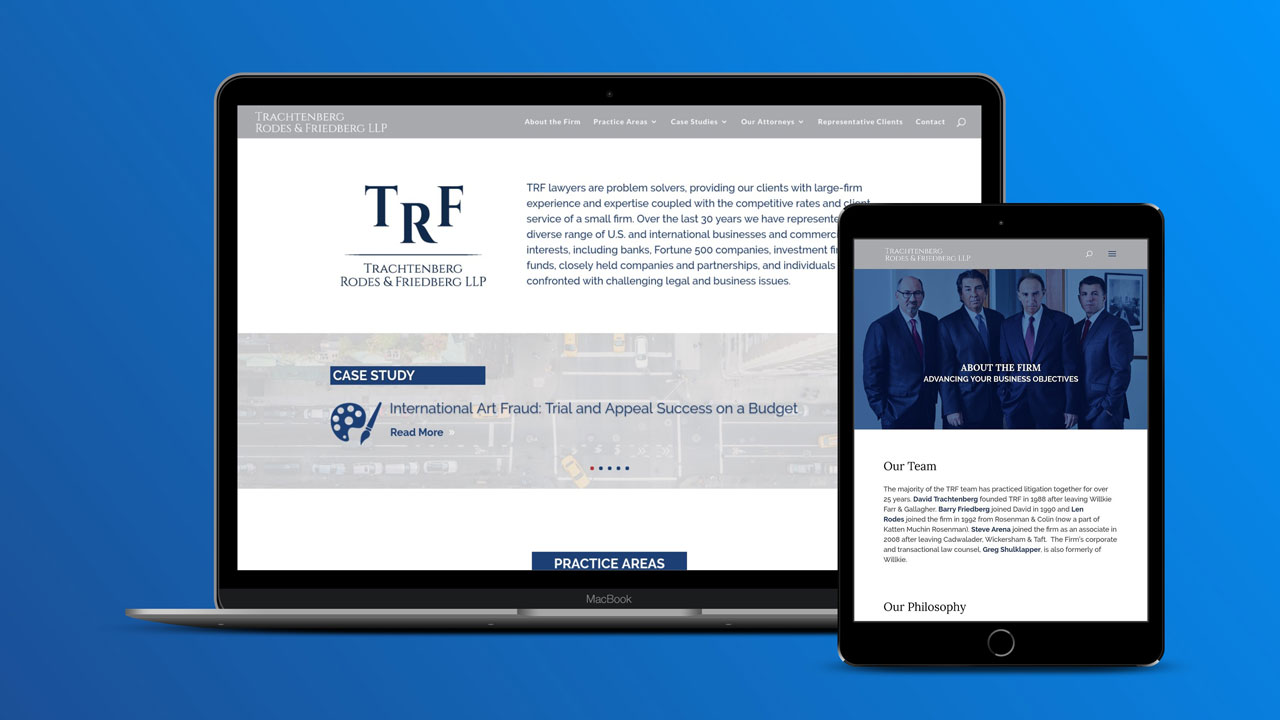 TRACHTENBERG
RODES & FRIEDBERG LLP
About the Firm Practice Areas Case Studies Our Attorneys Representative Clients Contact
TRF
TRACHTENBERG
RODES & FRIEDBERG LLP
TRF lawyers are problem solvers, providing our clients with large-firm
experience and expertise coupled with the competitive rates and client
service of a small firm. Over the last 30 years we have represente
diverse range of U.S. and international businesses and commerc
interests, including banks, Fortune 500 companies, investment fi
funds, closely held companies and partnerships, and individuals
confronted with challenging legal and business issues.
CASE STUDY
International Art Fraud: Trial and Appeal Success on a Budget
Read More
PRACTICE AREAS
MacBook
TRACHTENBERG
RODES & FRIEDBERG LLP
ABOUT THE FIRM
ADVANCING YOUR BUSINESS OBJECTIVES
Our Team
The majority of the TRF team has practiced litigation together for over
25 years. David Trachtenberg founded TRF in 1988 after leaving Willkie
Farr & Gallagher. Barry Friedberg joined David in 1990 and Len
Rodes joined the firm in 1992 from Rosenman & Colin (now a part of
Katten Muchin Rosenman). Steve Arena joined the firm as an associate in
2008 after leaving Cadwalader, Wickersham & Taft. The Firm's corporate
and transactional law counsel, Greg Shulklapper, is also formerly of
Willkie.
Our Philosophy